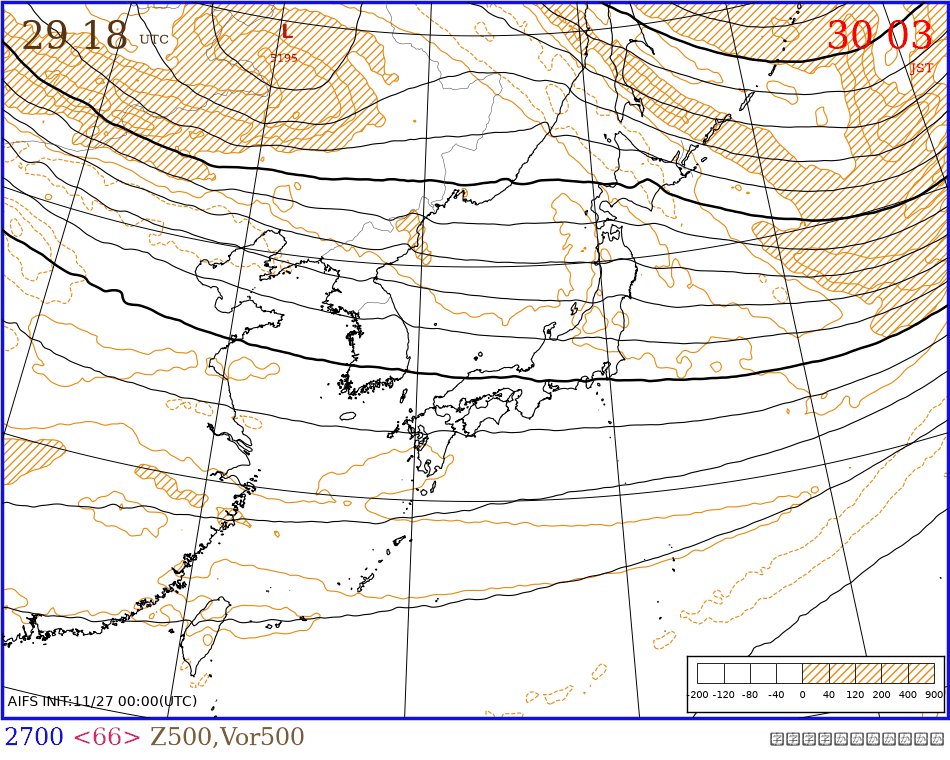 29 18 UTC
30 03 JST
L
5195
-200 -120 -80 -40 0 40 120 200 400 900
AIFS INIT:11/27 00:00(UTC)
2700 <66> Z500,Vor500